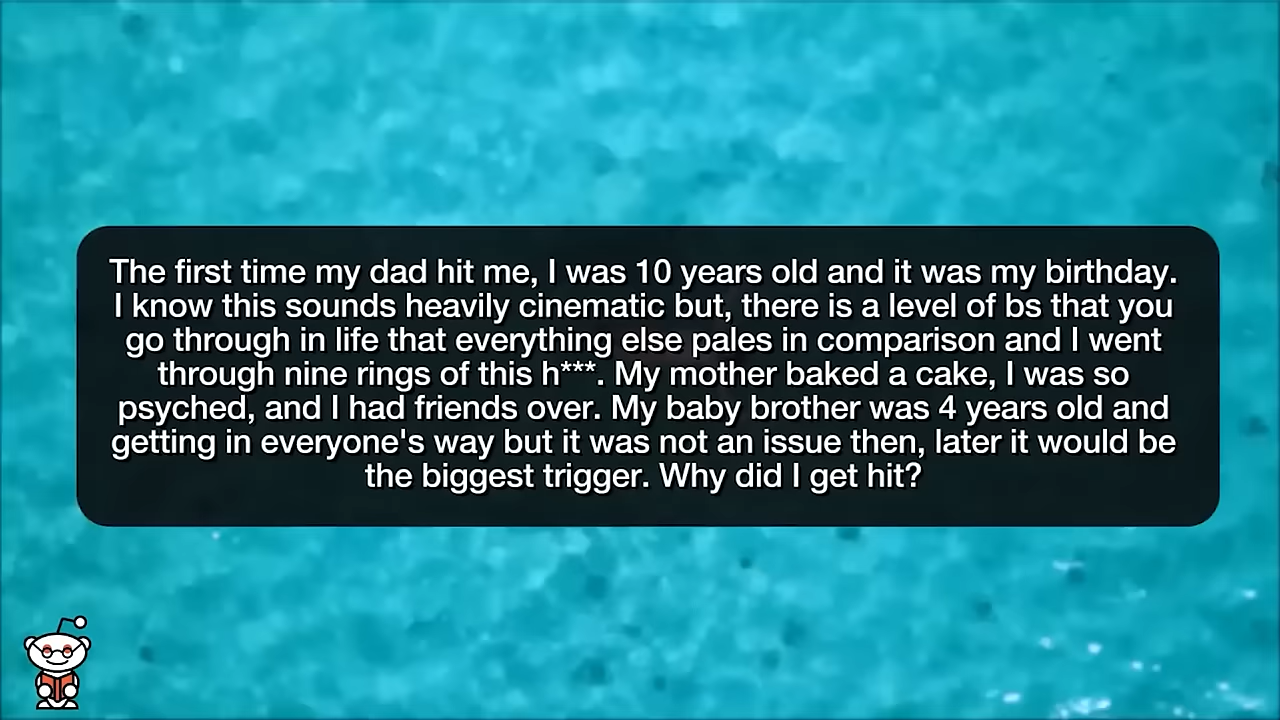 The first time my dad hit me, I was 10 years old and it was my birthday.
I know this sounds heavily cinematic but, there is a level of bs that you
go through in life that everything else pales in comparison and I went
through nine rings of this h***. My mother baked a cake, I was so
psyched, and I had friends over. My baby brother was 4 years old and
getting in everyone's way but it was not an issue then, later it would be
the biggest trigger. Why did I get hit?